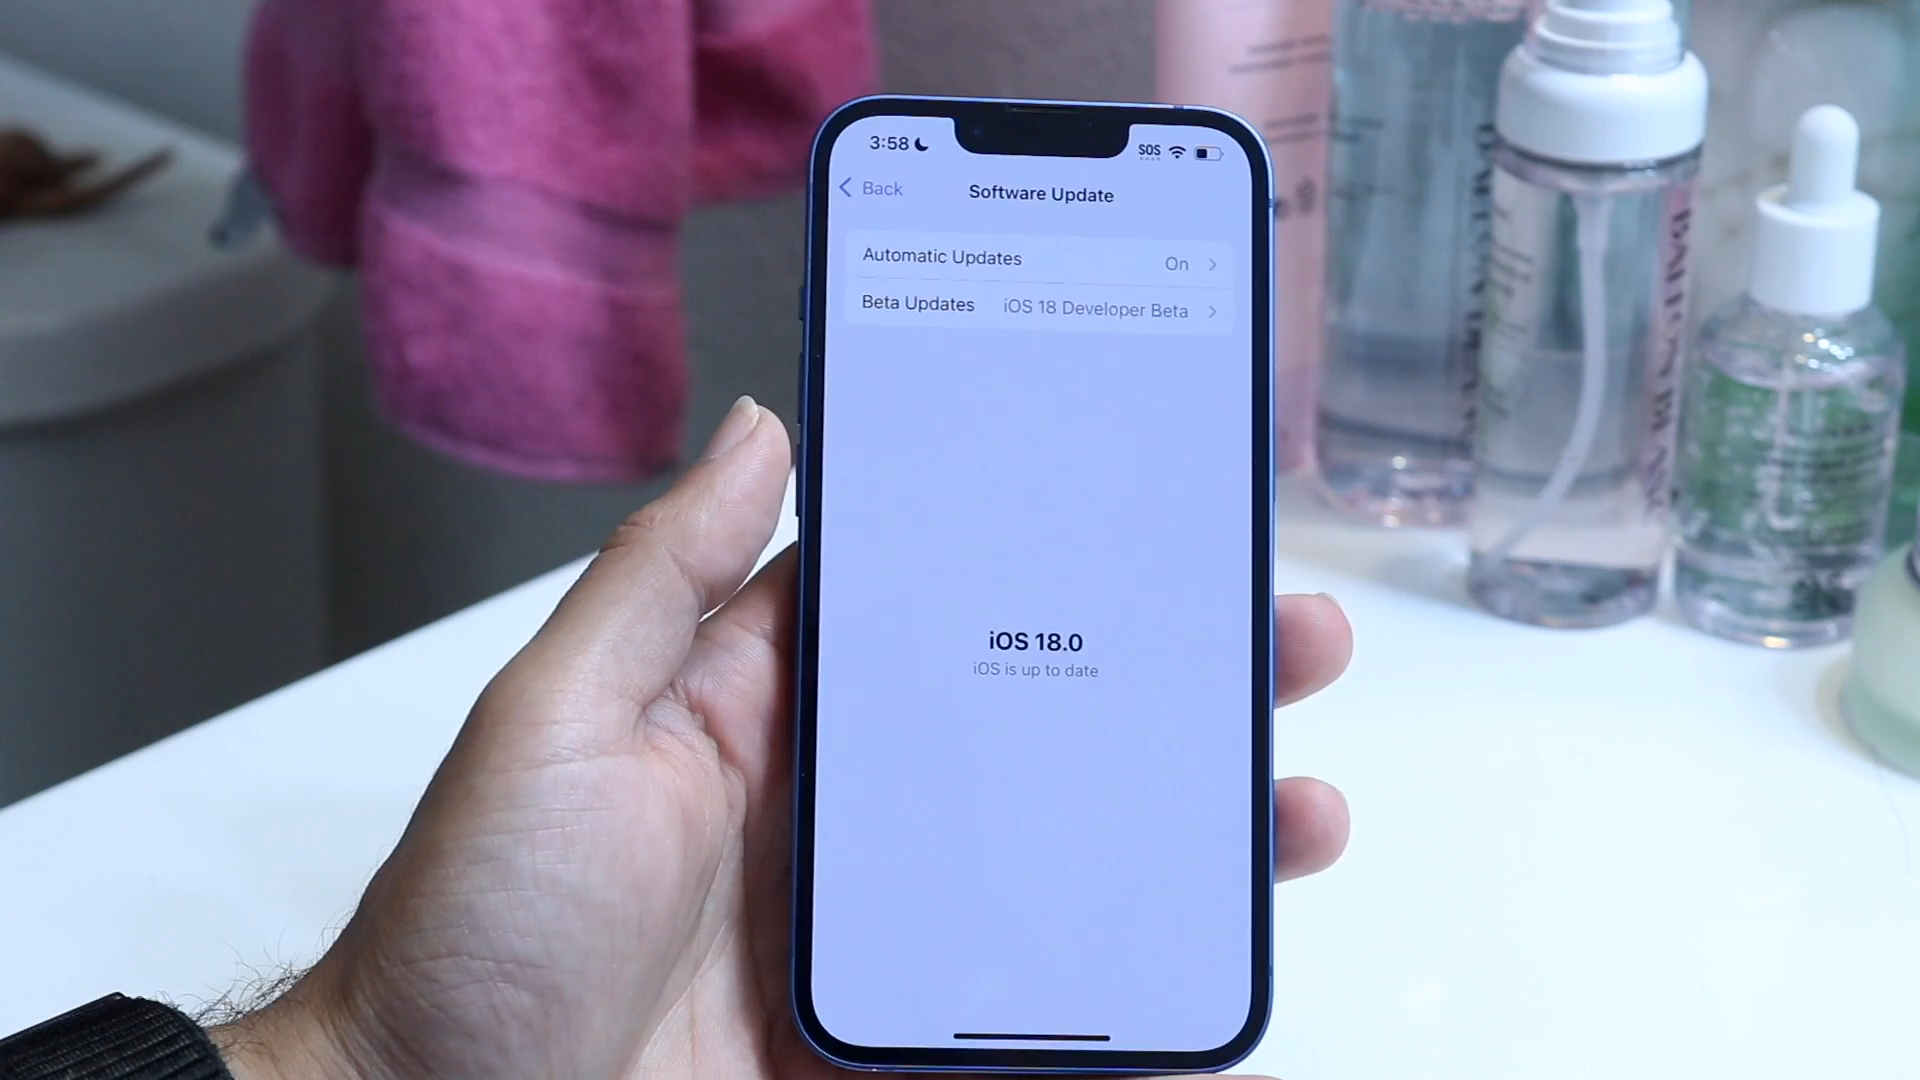 3:58
SOS
Back
Software Update
Automatic Updates On
Beta Updates iOS 18 Developer Beta
iOS 18.0
iOS is up to date